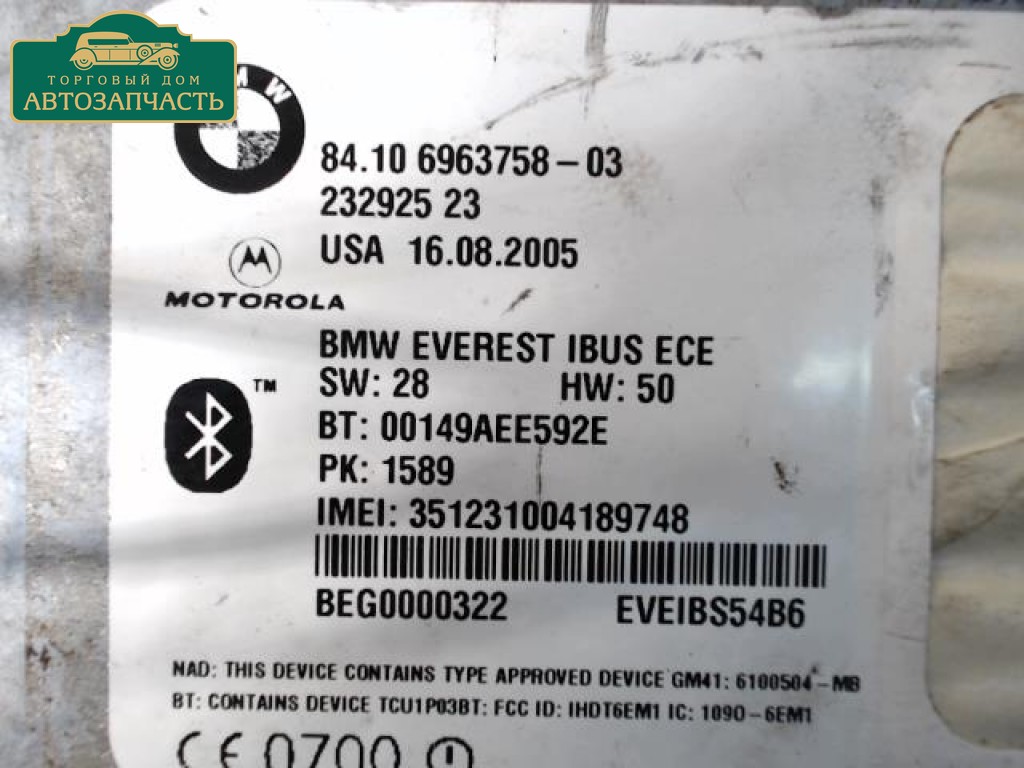 ТОРГОВЫЙ ДОМ
АВТОЗАПЧАСТЬ
MW
84.10 6963758-03
232925 23
USA 16.08.2005
MOTOROLA
BMW EVEREST IBUS ECE
SW: 28 HW: 50
TM
BT: 00149AEE592E
PK: 1589
IMEI: 351231004189748
BEG0000322 EVEIBS54B6
NAD: THIS DEVICE CONTAINS TYPE APPROVED DEVICE GM41: 6100504-MB
BT: CONTAINS DEVICE TCU1P03BT: FCC ID: IHDT6EM1 IC: 1090-6EM1
CE 0700